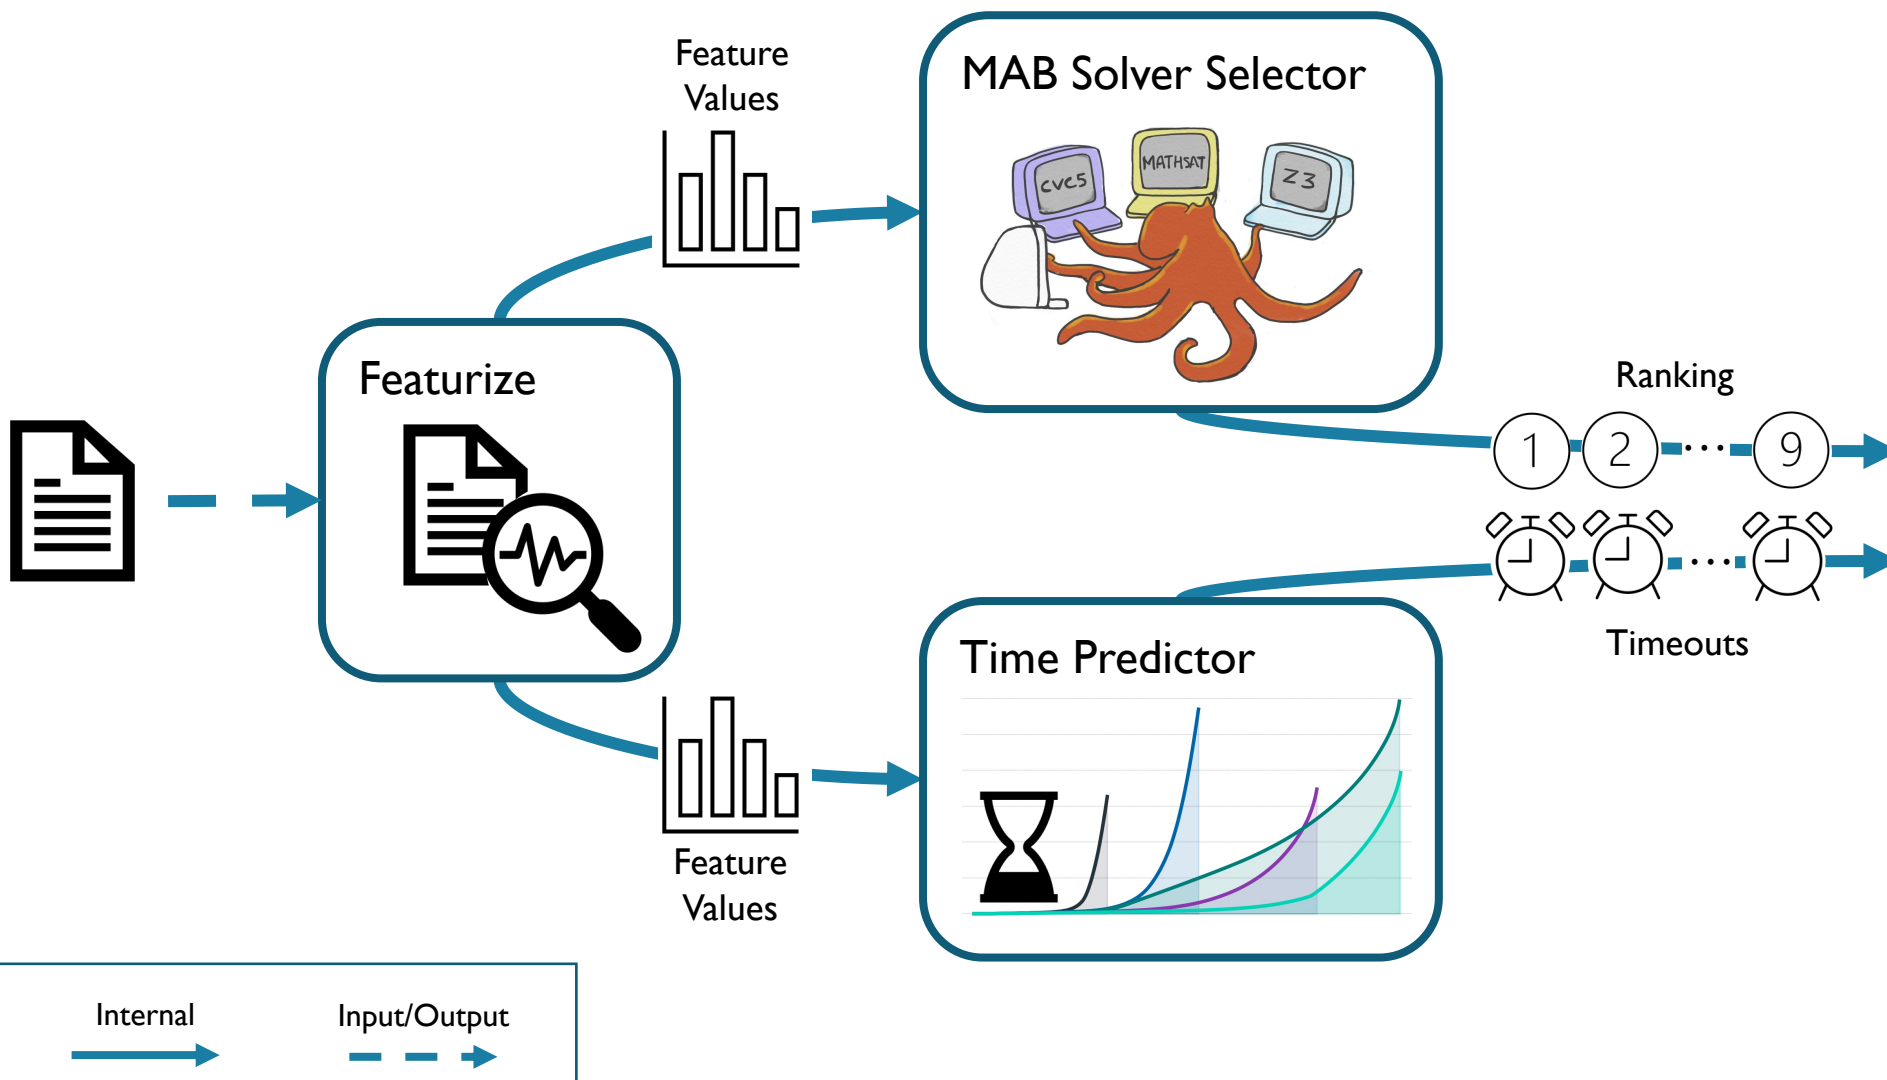 Feature
Values
MAB Solver Selector
CVC5
MATHSAT
Z3
Featurize
Ranking
1
2
...
9
...
Timeouts
Time Predictor
Feature
Values
Internal
Input/Output